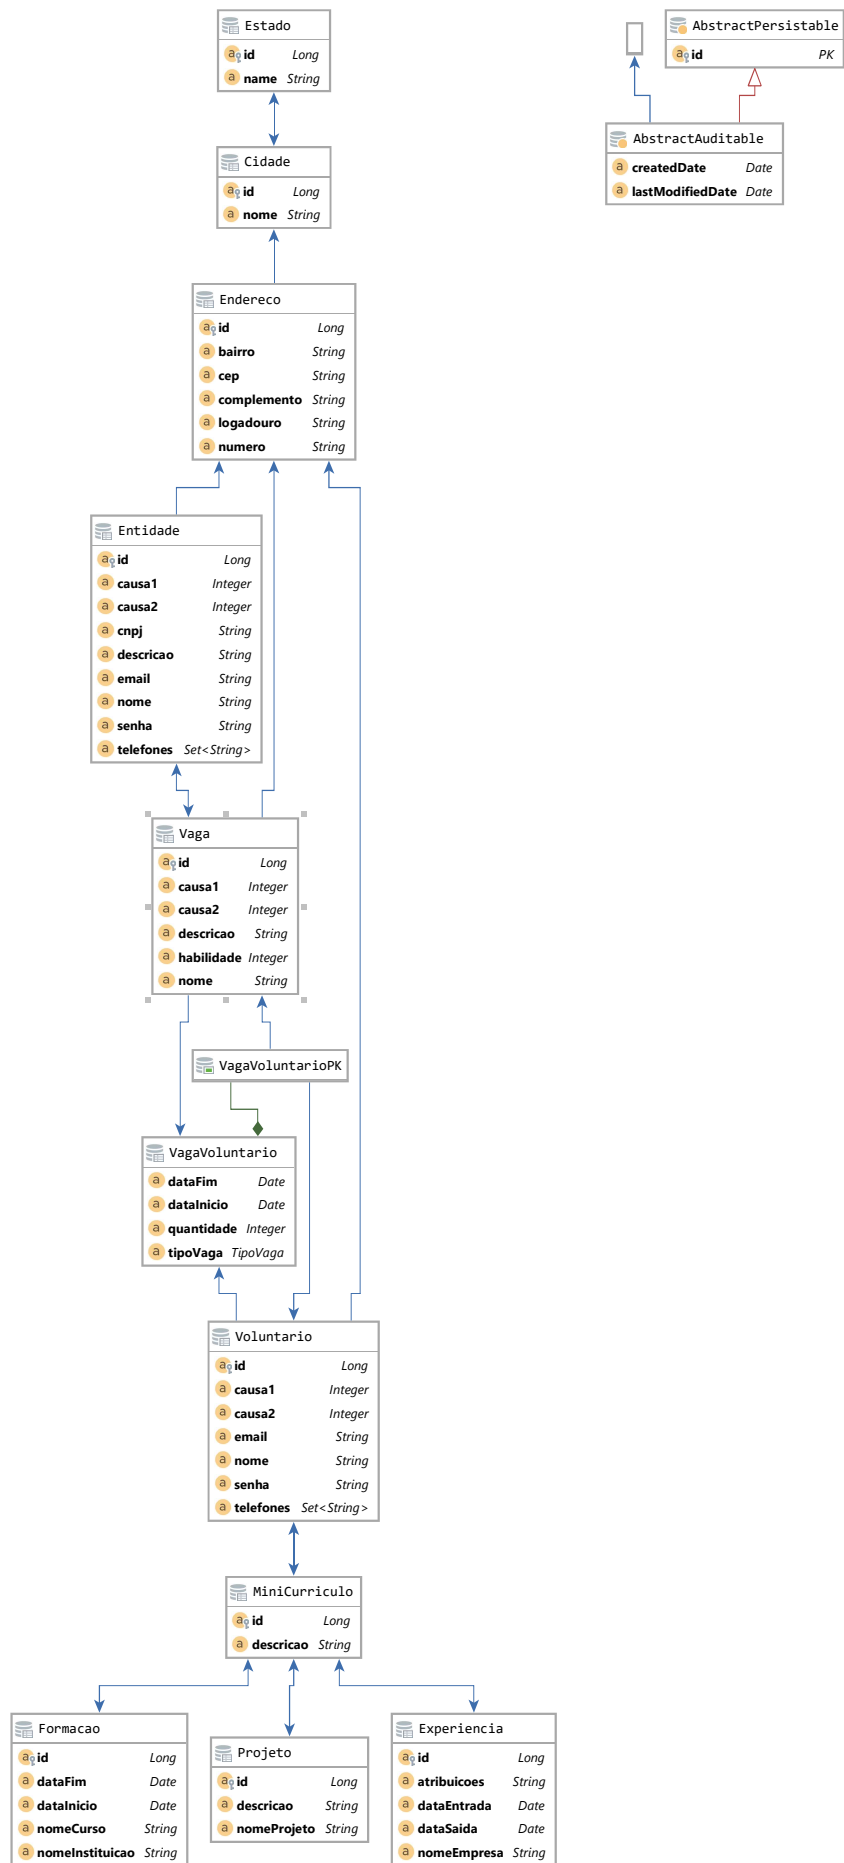 Estado
id Long
name String
AbstractPersistable
id PK
AbstractAuditable
createdDate Date
lastModifiedDate Date
Cidade
id Long
nome String
Endereco
id Long
bairro String
cep String
complemento String
logadouro String
numero String
Entidade
id Long
causa1 Integer
causa2 Integer
cnpj String
descricao String
email String
nome String
senha String
telefones Set<String>
Vaga
id Long
causa1 Integer
causa2 Integer
descricao String
habilidade Integer
nome String
VagaVoluntarioPK
VagaVoluntario
dataFim Date
dataInicio Date
quantidade Integer
tipoVaga TipoVaga
Voluntario
id Long
causa1 Integer
causa2 Integer
email String
nome String
senha String
telefones Set<String>
MiniCurriculo
id Long
descricao String
Formacao
id Long
dataFim Date
dataInicio Date
nomeCurso String
nomeInstituicao String
Projeto
id Long
descricao String
nomeProjeto String
Experiencia
id Long
atribuicoes String
dataEntrada Date
dataSaida Date
nomeEmpresa String